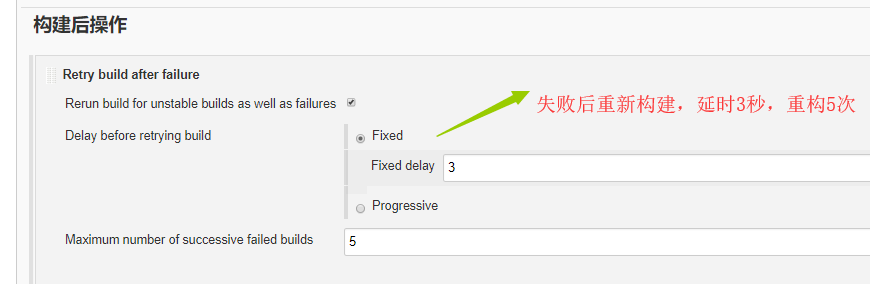 构建后操作
Retry build after failure
Rerun build for unstable builds as well as failures
失败后重新构建，延时3秒，重构5次
Delay before retrying build
Fixed
Fixed delay
3
Progressive
Maximum number of successive failed builds
5